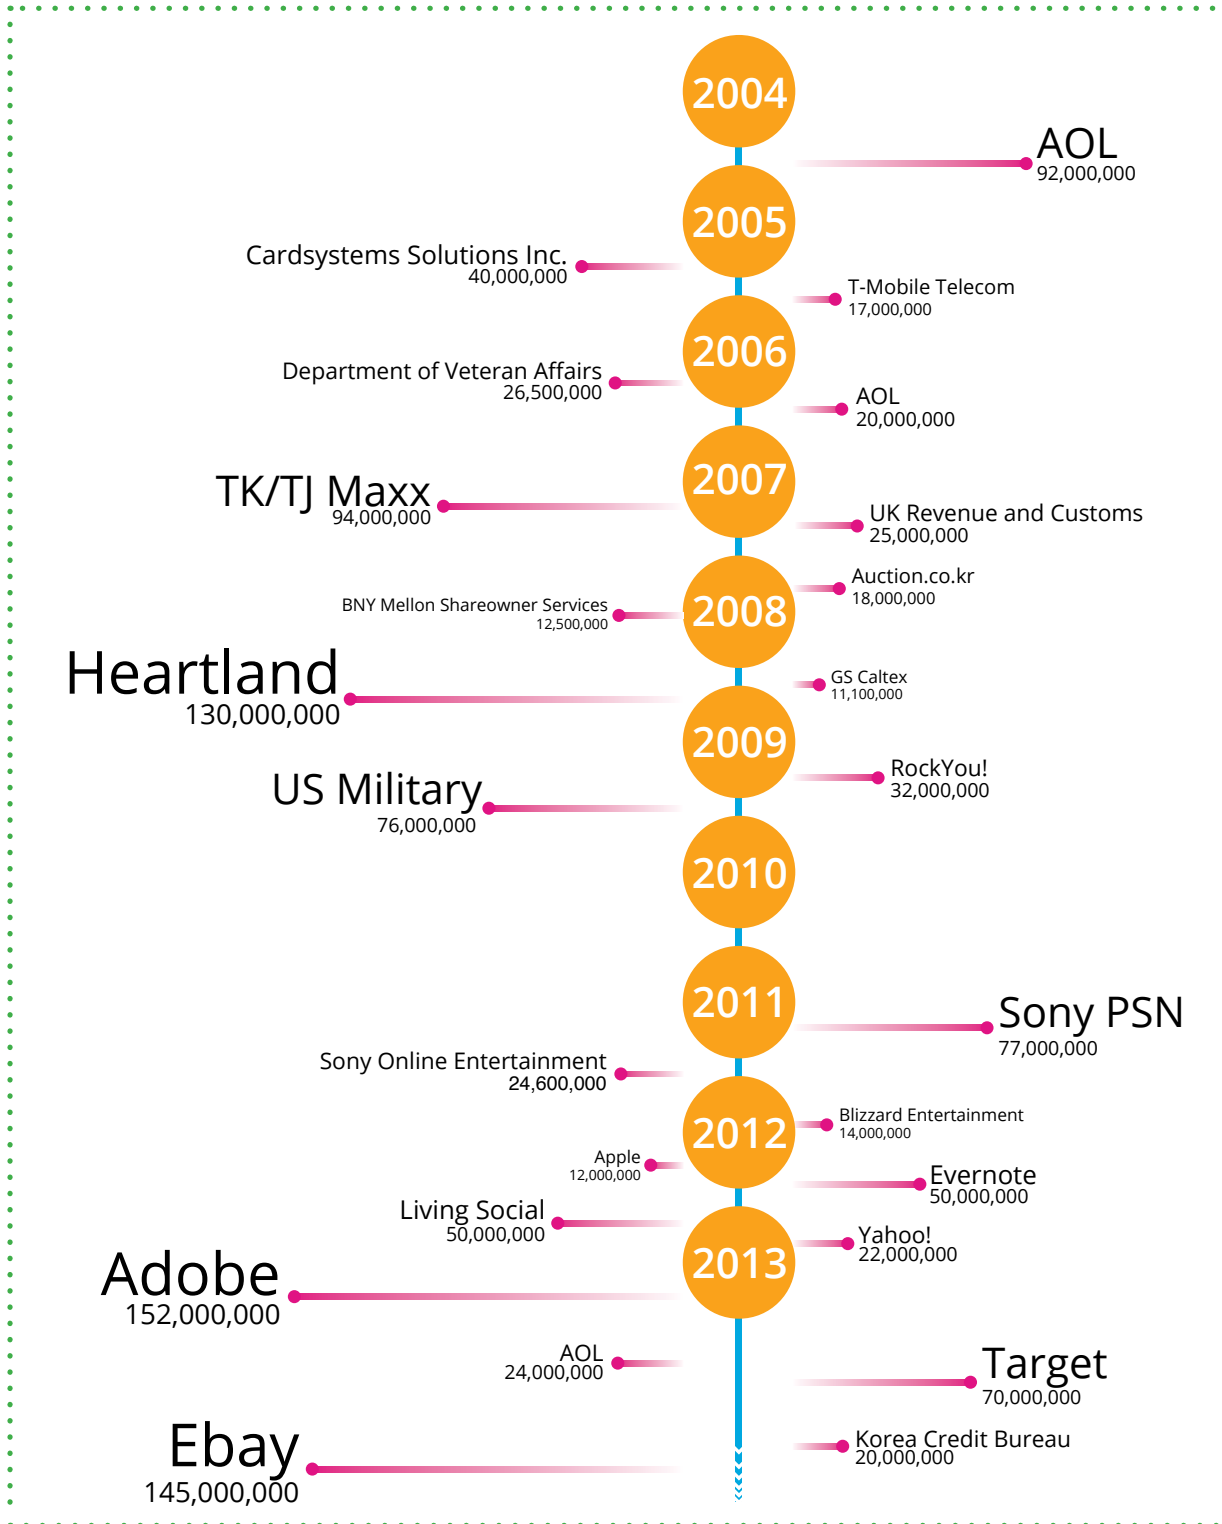 2004
AOL
92,000,000
2005
Cardsystems Solutions Inc.
40,000,000
T-Mobile Telecom
17,000,000
2006
Department of Veteran Affairs
26,500,000
AOL
20,000,000
2007
TK/TJ Maxx
94,000,000
UK Revenue and Customs
25,000,000
2008
Auction.co.kr
18,000,000
BNY Mellon Shareowner Services
12,500,000
Heartland
130,000,000
GS Caltex
11,100,000
2009
RockYou!
32,000,000
US Military
76,000,000
2010
2011
Sony PSN
77,000,000
Sony Online Entertainment
24,600,000
2012
Blizzard Entertainment
14,000,000
Apple
12,000,000
Evernote
50,000,000
Living Social
50,000,000
2013
Yahoo!
22,000,000
Adobe
152,000,000
AOL
24,000,000
Target
70,000,000
Korea Credit Bureau
20,000,000
Ebay
145,000,000